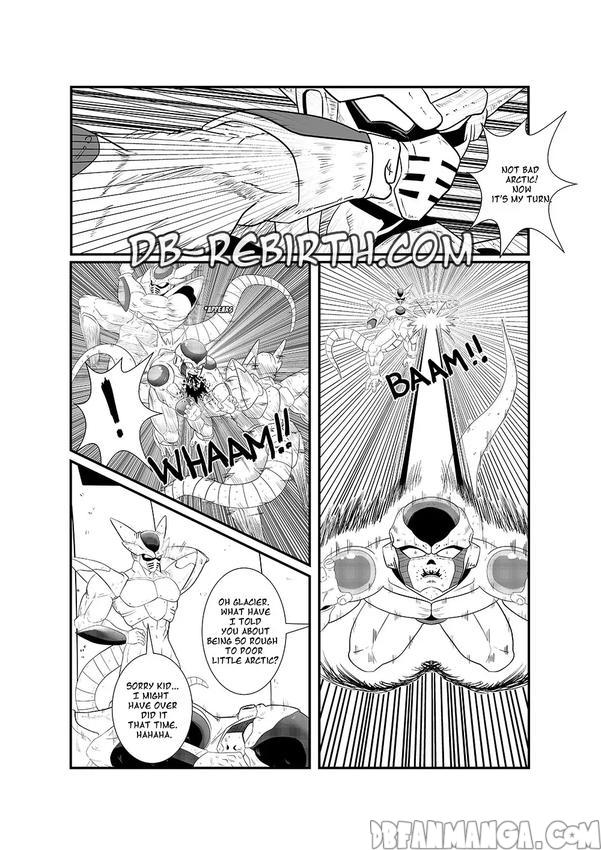 NOT BAD
ARCTIC!
NOW
IT'S MY TURN.
DB-REBIRTH.COM
*APPEARS
!
WHAAM!!
BAAM!!
OH GLACIER,
WHAT HAVE
I TOLD
YOU ABOUT
BEING SO ROUGH
TO POOR
LITTLE ARCTIC?
SORRY KID...
I MIGHT
HAVE OVER
DID IT
THAT TIME.
HAHAHA.
DBFANMANGA.COM